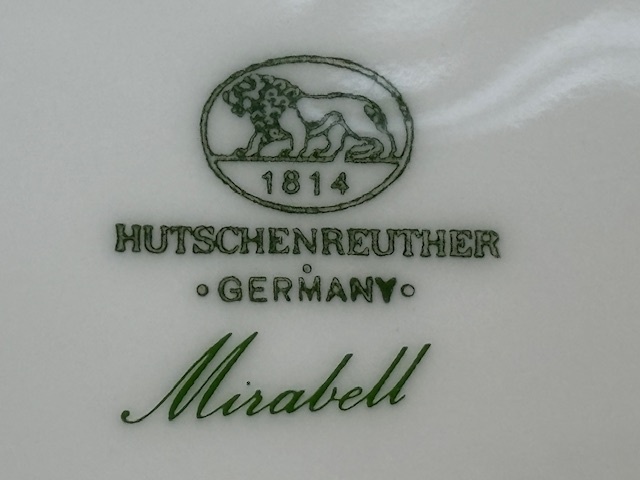 1814
HUTSCHENREUTHER
•GERMANY•
Mirabell